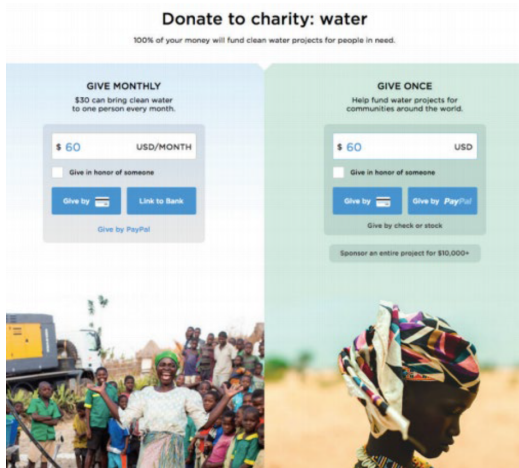 Donate to charity: water
100% of your money will fund clean water projects for people in need.
GIVE MONTHLY
$30 can bring clean water
to one person every month.
$ 60 USD/MONTH
Give in honor of someone
Give by Link to Bank
Give by PayPal
GIVE ONCE
Help fund water projects for
communities around the world.
$ 60 USD
Give in honor of someone
Give by Give by PayPal
Give by check or stock
Sponsor an entire project for $10,000+